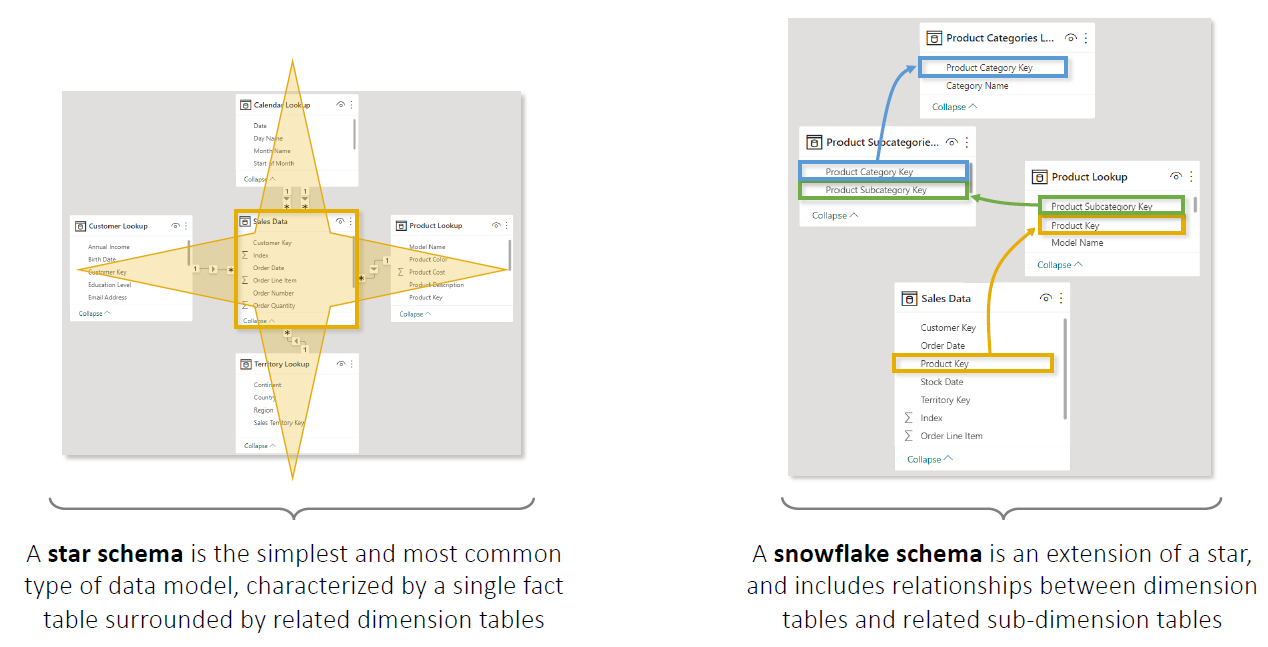 Calendar Lookup
Date
Day Name
Month Name
Start of Month
Collapse
1 1
* *
Customer Lookup
Annual Income
Birth Date
Customer Key
Education Level
Email Address
Collapse
1 *
Sales Data
Customer Key
Σ Index
Order Date
Σ Order Line Item
Order Number
Σ Order Quantity
Collapse
* 1
Product Lookup
Model Name
Product Color
Σ Product Cost
Product Description
Product Key
Collapse
*
1
Territory Lookup
Continent
Country
Region
Sales Territory Key
Collapse
A star schema is the simplest and most common
type of data model, characterized by a single fact
table surrounded by related dimension tables
Product Categories L...
Product Category Key
Category Name
Collapse
Product Subcategorie...
Product Category Key
Product Subcategory Key
Collapse
Product Lookup
Product Subcategory Key
Product Key
Model Name
Collapse
Sales Data
Customer Key
Order Date
Product Key
Stock Date
Territory Key
Σ Index
Σ Order Line Item
Collapse
A snowflake schema is an extension of a star,
and includes relationships between dimension
tables and related sub-dimension tables